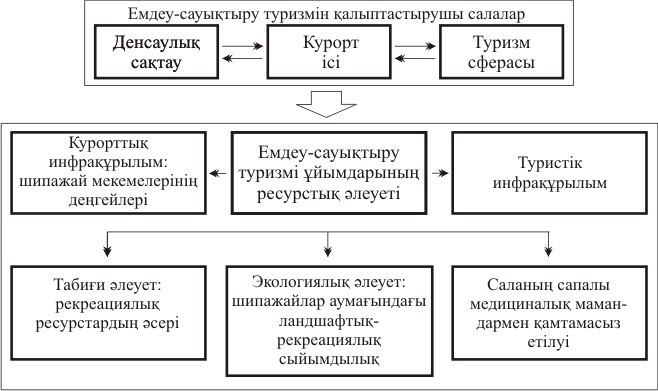 Емдеу-сауықтыру туризмін қалыптастырушы салалар
Денсаулық
сақтау
Курорт
ісі
Туризм
сферасы
Курорттық
инфрақұрылым:
шипажай мекемелерінің
деңгейлері
Емдеу-сауықтыру
туризмі ұйымдарының
ресурстық әлеуеті
Туристік
инфрақұрылым
Табиғи әлеует:
рекреациялық
ресурстардың әсері
Экологиялық әлеует:
шипажайлар аумағындағы
ландшафтық-
рекреациялық
сыйымдылық
Саланың сапалы
медициналық маман-
дармен қамтамасыз
етілуі